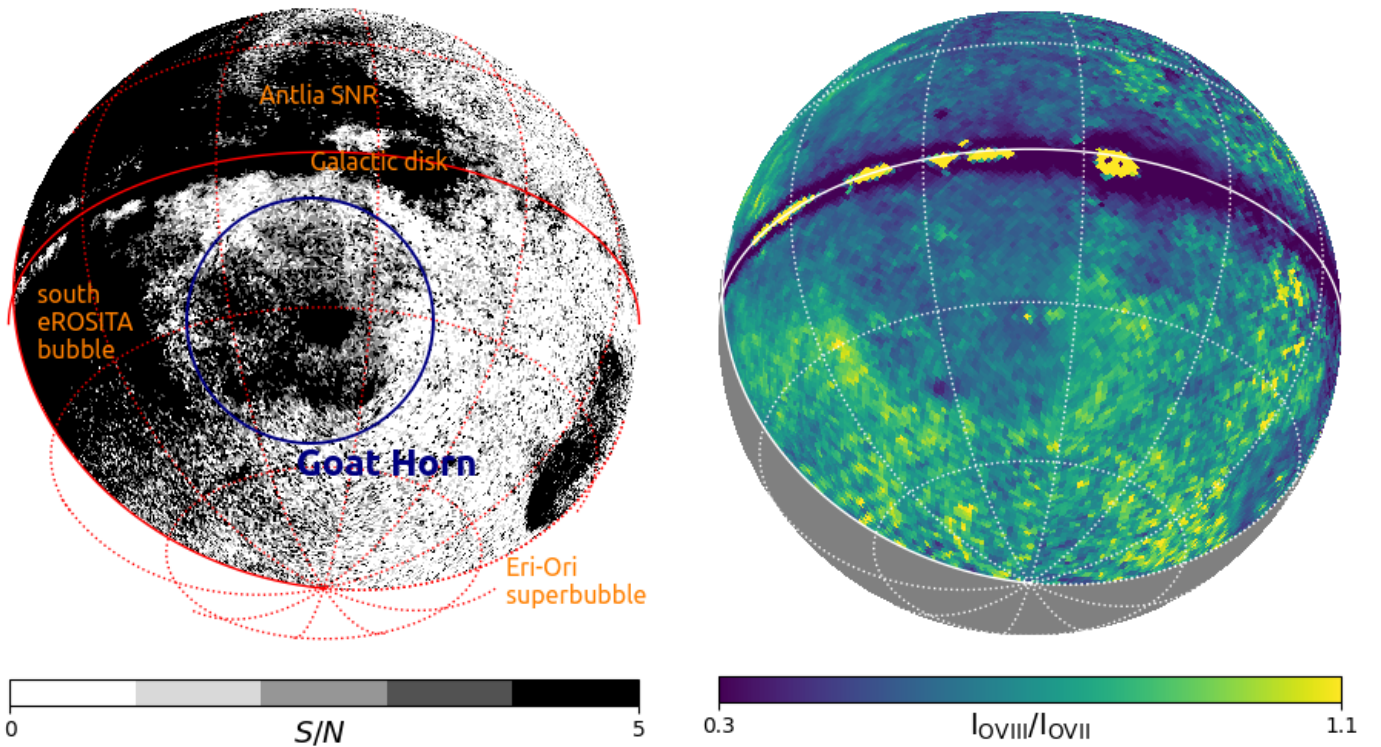 Antlia SNR
Galactic disk
south
eROSITA
bubble
Goat Horn
Eri-Ori
superbubble
0
5
S/N
0.3
1.1
I_OVIII/I_OVII